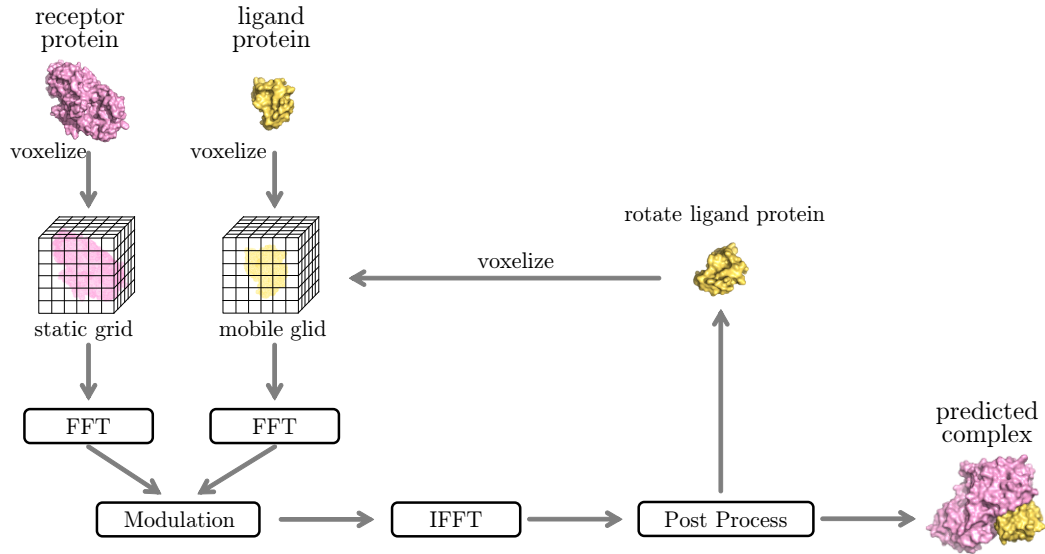 receptor
protein
ligand
protein
voxelize
voxelize
rotate ligand protein
voxelize
static grid
mobile glid
FFT
FFT
predicted
complex
Modulation
IFFT
Post Process